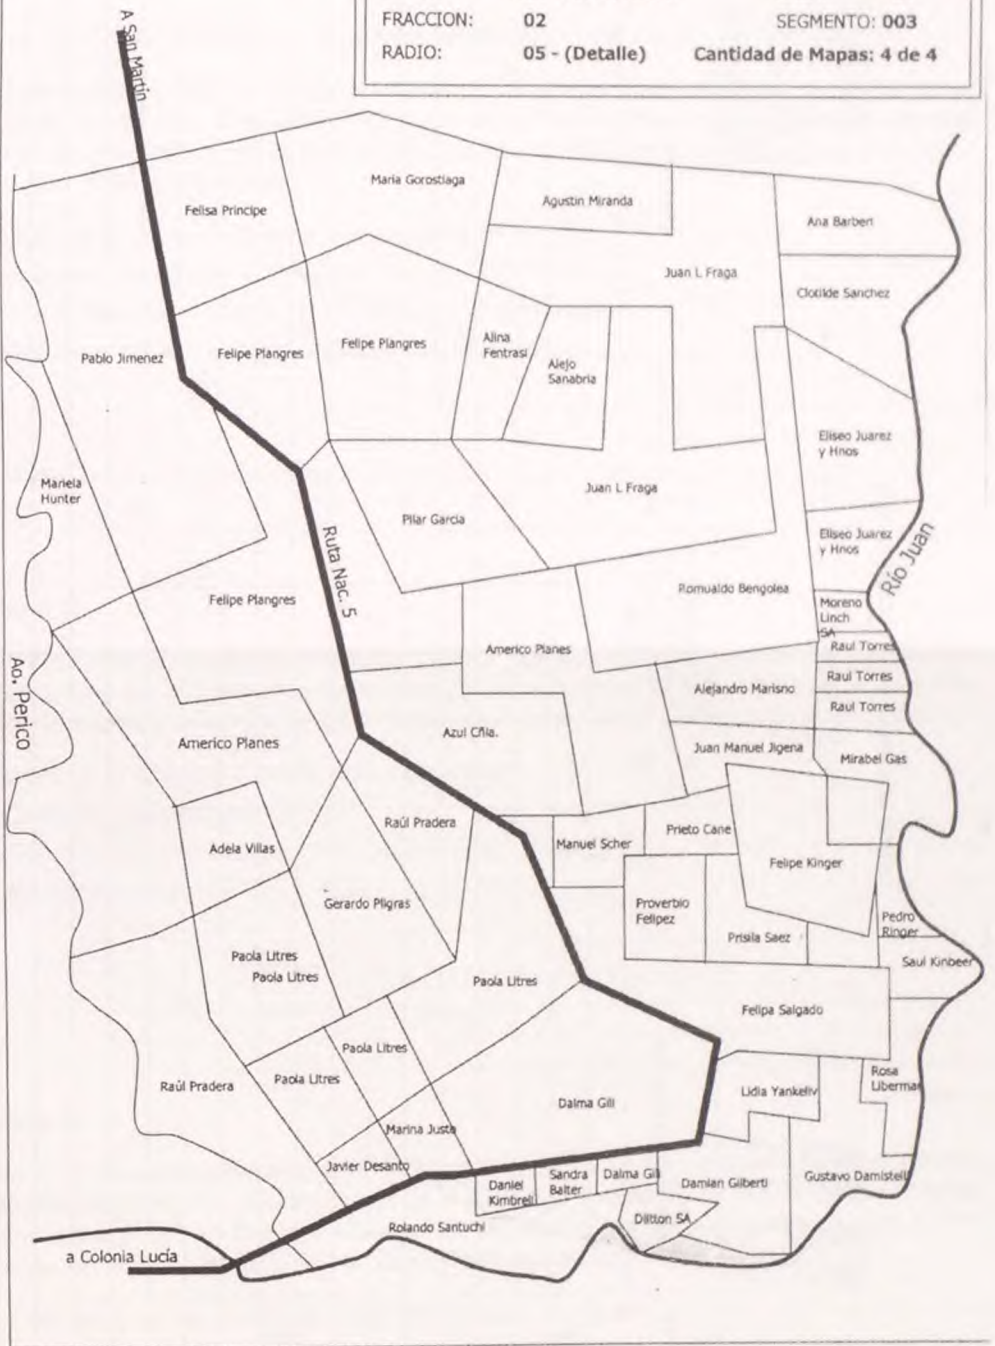 FRACCION: 02 SEGMENTO: 003
RADIO: 05 - (Detalle) Cantidad de Mapas: 4 de 4
A San Martín
Maria Gorostiaga
Felisa Principe
Agustin Miranda
Ana Barbert
Juan L Fraga
Clotilde Sanchez
Pablo Jimenez
Felipe Plangres
Felipe Plangres
Alina
Fentrasi
Alejo
Sanabria
Eliseo Juarez
y Hnos
Mariela
Hunter
Juan L Fraga
Pilar Garcia
Ruta Nac. 5
Eliseo Juarez
y Hnos
Río Juan
Felipe Plangres
Romualdo Bengolea
Moreno
Linch
SA
Americo Planes
Raul Torres
Raul Torres
Alejandro Marisno
Raul Torres
Ao. Perico
Americo Planes
Azul Cñia.
Juan Manuel Jigena
Mirabel Gas
Raúl Pradera
Adela Villas
Manuel Scher
Prieto Cane
Felipe Kinger
Gerardo Pligras
Proverbio
Felipez
Pedro
Ringer
Prisila Saez
Paola Litres
Paola Litres
Paola Litres
Saul Kinbeer
Felipa Salgado
Paola Litres
Paola Litres
Raúl Pradera
Rosa
Liberman
Lidia Yankeliv
Dalma Gili
Marina Justo
Javier Desanto
Daniel
Kimbrell
Sandra
Balter
Dalma Gili
Damian Gilberti
Gustavo Damistelli
Rolando Santuchi
Dlitton SA
a Colonia Lucía